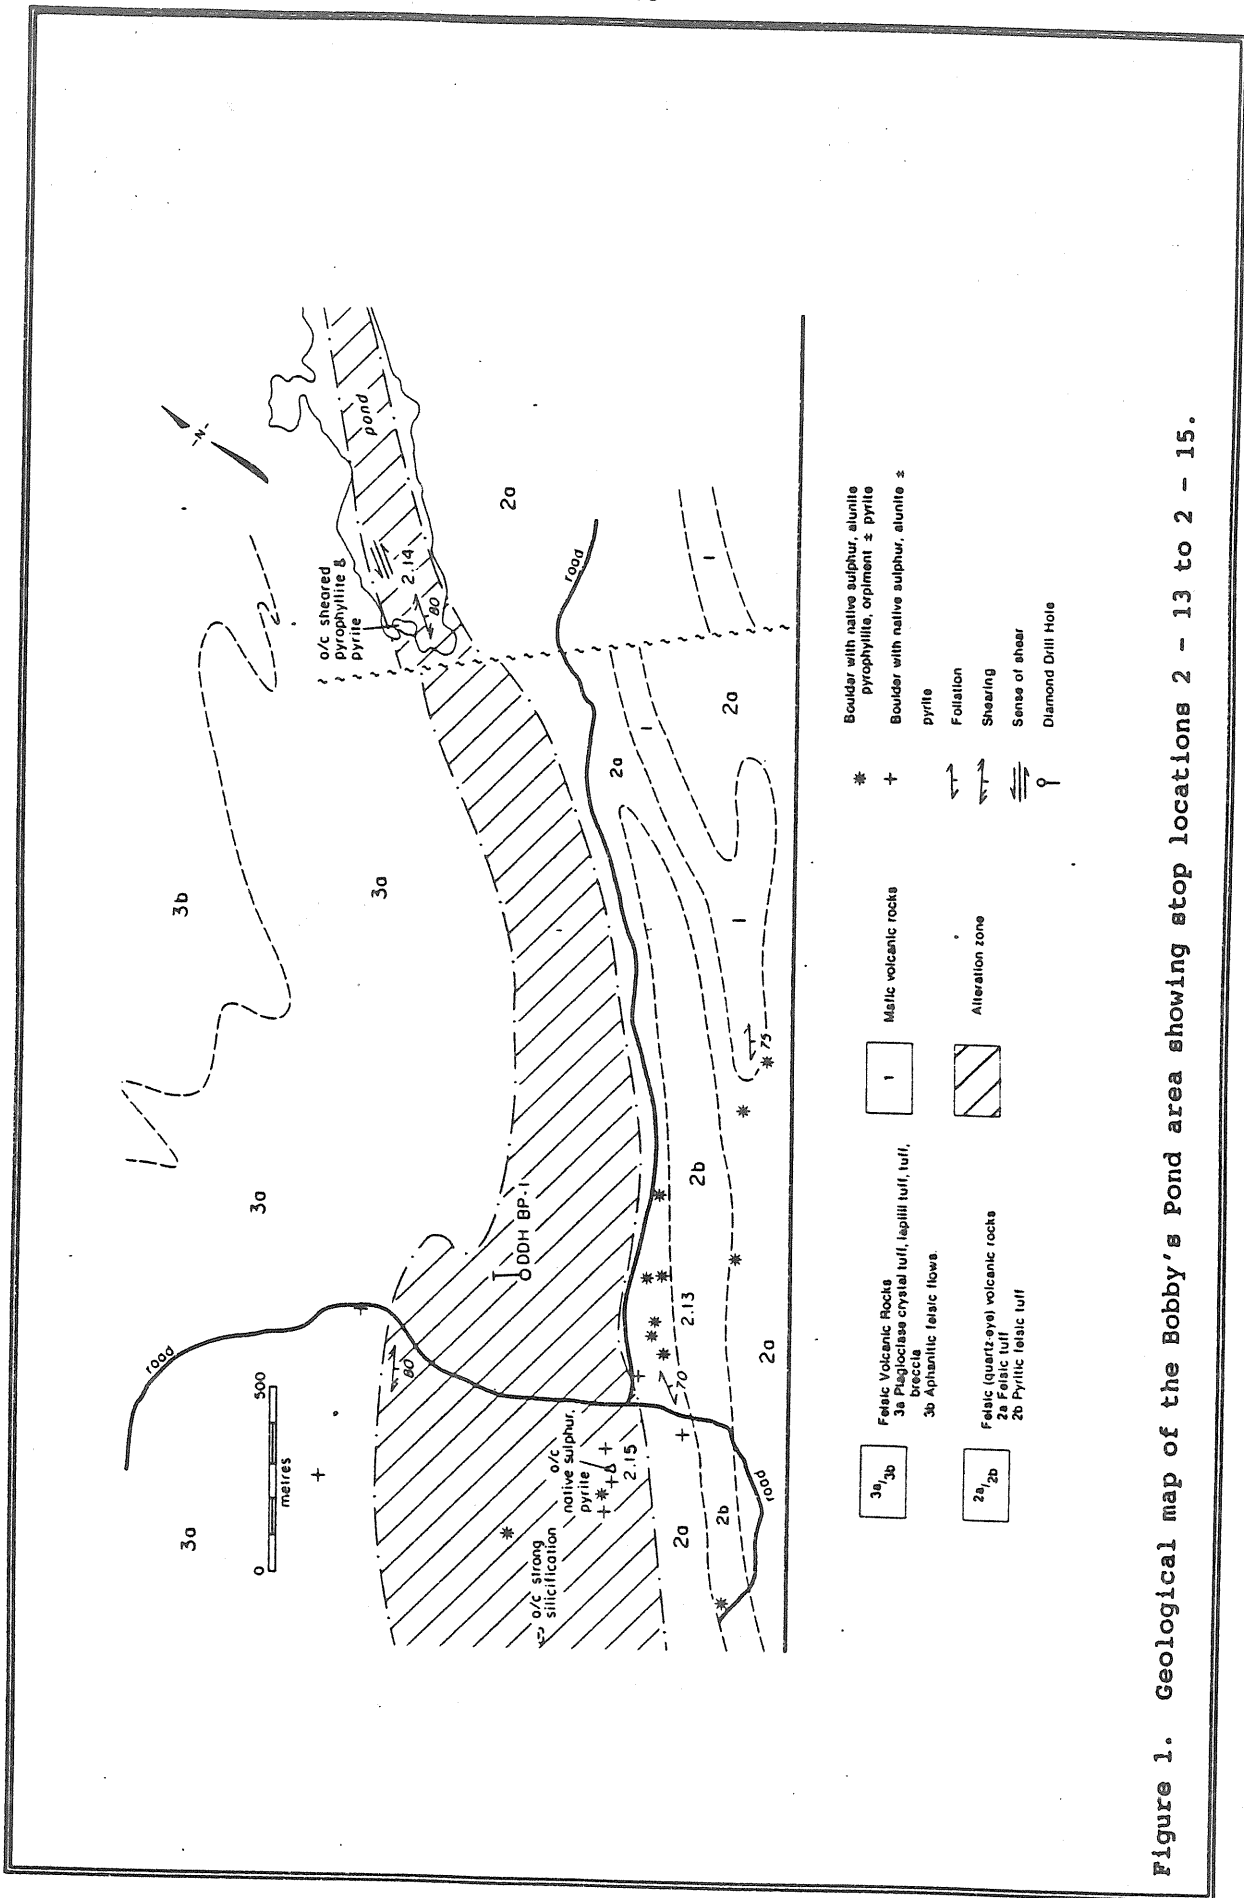 -N-
3b
3a
3a
3a
road
0
500
metres
o/c sheared
pyrophyllite &
pyrite
pond
2.14
80
2a
road
1
DDH BP-1
80
o/c
native sulphur,
pyrite
2.15
o/c strong
silicification
2.13
70
2a
2b
road
2a
2b
75
1
2a
1
2a
3a/3b
Felsic Volcanic Rocks
3a Plagioclase crystal tuff, lapilli tuff, tuff,
breccia
3b Aphanitic felsic flows.
2a/2b
Felsic (quartz-eye) volcanic rocks
2a Felsic tuff
2b Pyritic felsic tuff
1
Mafic volcanic rocks
Alteration zone
Boulder with native sulphur, alunite
pyrophyllite, orpiment ± pyrite
Boulder with native sulphur, alunite ±
pyrite
Foliation
Shearing
Sense of shear
Diamond Drill Hole
Figure 1. Geological map of the Bobby's Pond area showing stop locations 2 - 13 to 2 - 15.